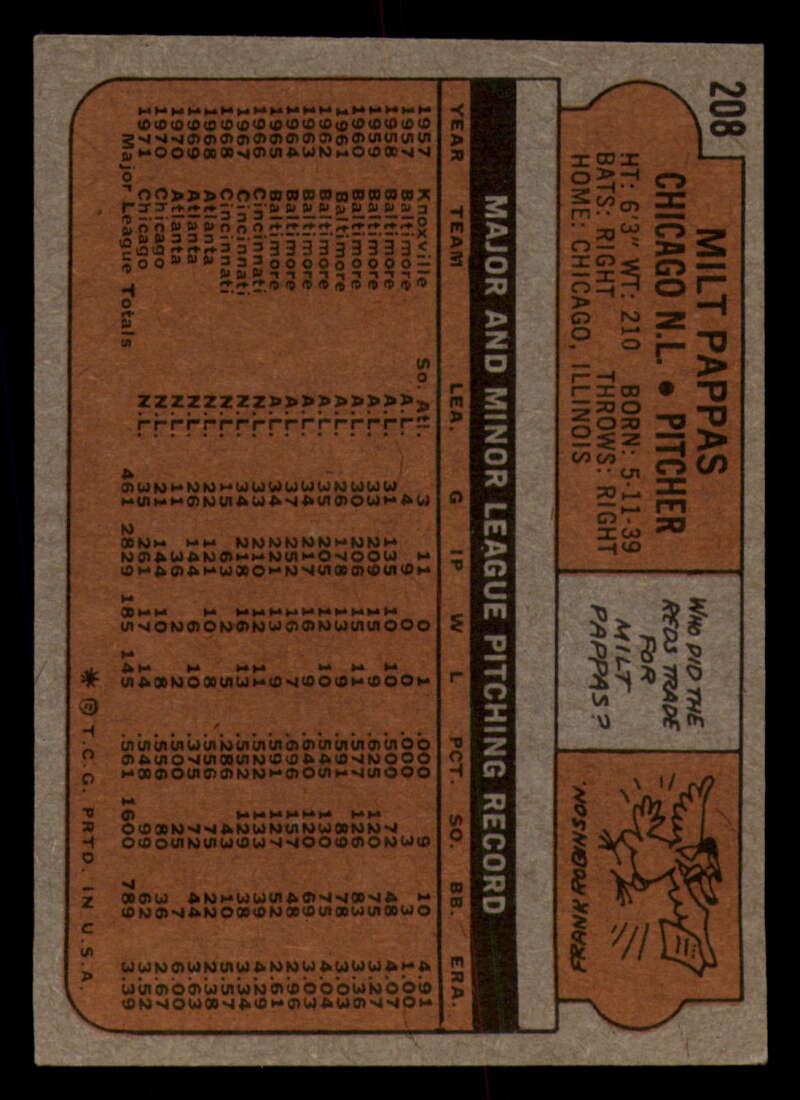 208
MILT PAPPAS
CHICAGO N.L. • PITCHER
HT: 6'3" WT: 210 BORN: 5-11-39
BATS: RIGHT THROWS: RIGHT
HOME: CHICAGO, ILLINOIS
WHO DID THE
REDS TRADE
FOR
MILT
PAPPAS?
FRANK ROBINSON.
MAJOR AND MINOR LEAGUE PITCHING RECORD
YEAR TEAM LEA. G IP W L PCT. SO. BB. ERA.
1957 Knoxville So. Atl. 3 11 0 1 .000 9 10 4.91
1957 Baltimore A.L. 4 9 0 0 .000 3 3 1.00
1958 Baltimore A.L. 31 135 10 10 .500 72 48 4.07
1959 Baltimore A.L. 33 209 15 9 .625 120 75 3.27
1960 Baltimore A.L. 30 206 15 11 .577 126 83 3.36
1961 Baltimore A.L. 26 178 13 9 .591 89 78 3.03
1962 Baltimore A.L. 35 205 12 10 .545 130 75 4.04
1963 Baltimore A.L. 34 217 16 9 .640 120 69 3.03
1964 Baltimore A.L. 37 252 16 7 .696 157 48 2.96
1965 Baltimore A.L. 34 221 13 9 .591 127 52 2.61
1966 Cincinnati N.L. 33 210 12 11 .522 133 39 4.29
1967 Cincinnati N.L. 34 218 16 13 .552 129 38 3.34
1968 Cincinnati N.L. 15 63 2 5 .286 43 10 5.57
1968 Atlanta N.L. 22 121 10 8 .556 75 22 2.38
1969 Atlanta N.L. 26 144 6 10 .375 72 44 3.63
1970 Atlanta N.L. 11 36 2 2 .500 25 7 6.00
1970 Chicago N.L. 21 144 10 8 .556 80 36 2.67
1971 Chicago N.L. 35 261 17 14 .548 99 62 3.52
Major League Totals 461 2829 185 145 .561 1600 789 3.39
* © T.C.G. PRTD. IN U.S.A.